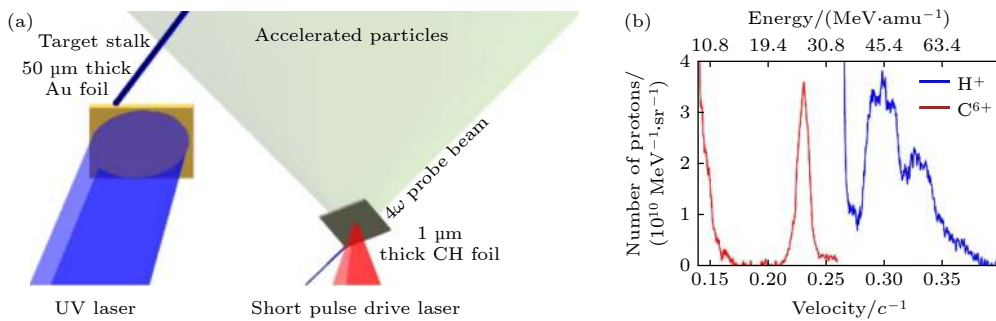 (a)
Target stalk
50 µm thick
Au foil
Accelerated particles
4ω probe beam
1 µm
thick CH foil
UV laser
Short pulse drive laser
(b)
Energy/(MeV·amu⁻¹)
10.8 19.4 30.8 45.4 63.4
H⁺
C⁶⁺
Number of protons/
(10¹⁰ MeV⁻¹·sr⁻¹)
4
3
2
1
0
0.15 0.20 0.25 0.30 0.35
Velocity/c⁻¹